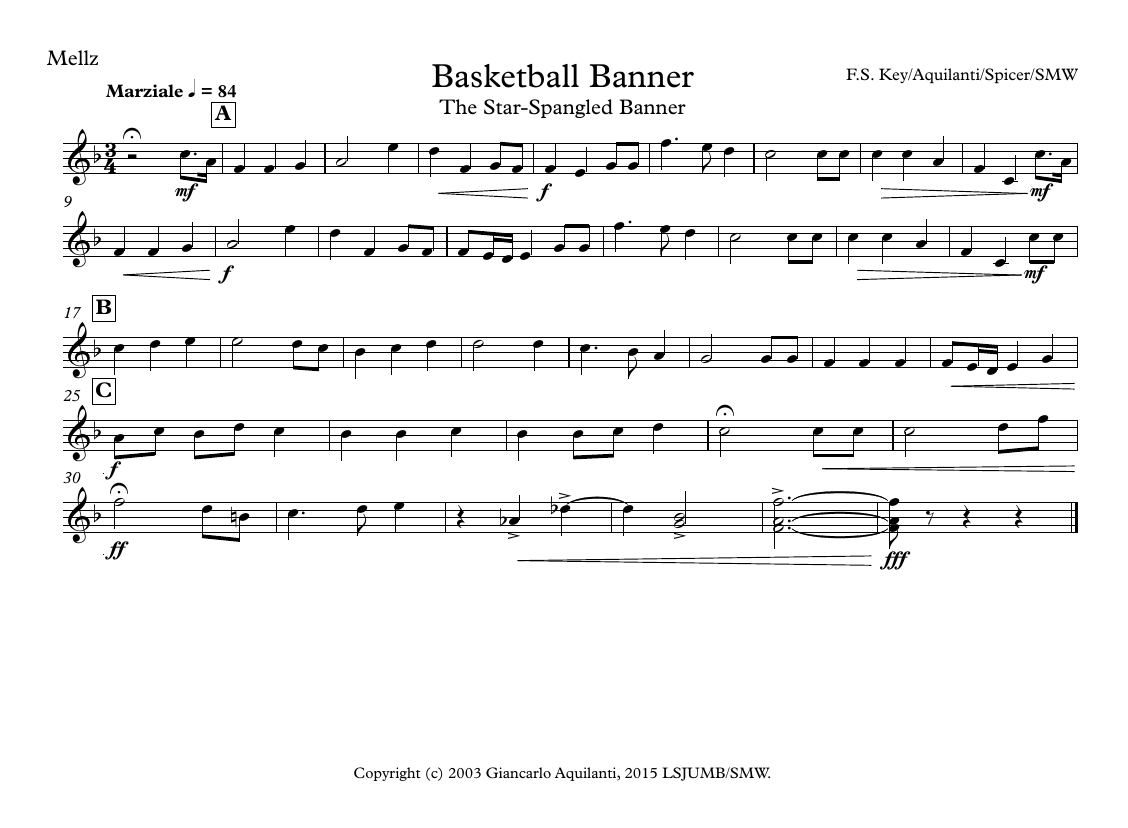 Mellz
Basketball Banner
F.S. Key/Aquilanti/Spicer/SMW
Marziale ♩ = 84
The Star-Spangled Banner
A
3
4
mf
f
mf
9
f
mf
17
B
25
C
f
30
ff
fff
Copyright (c) 2003 Giancarlo Aquilanti, 2015 LSJUMB/SMW.